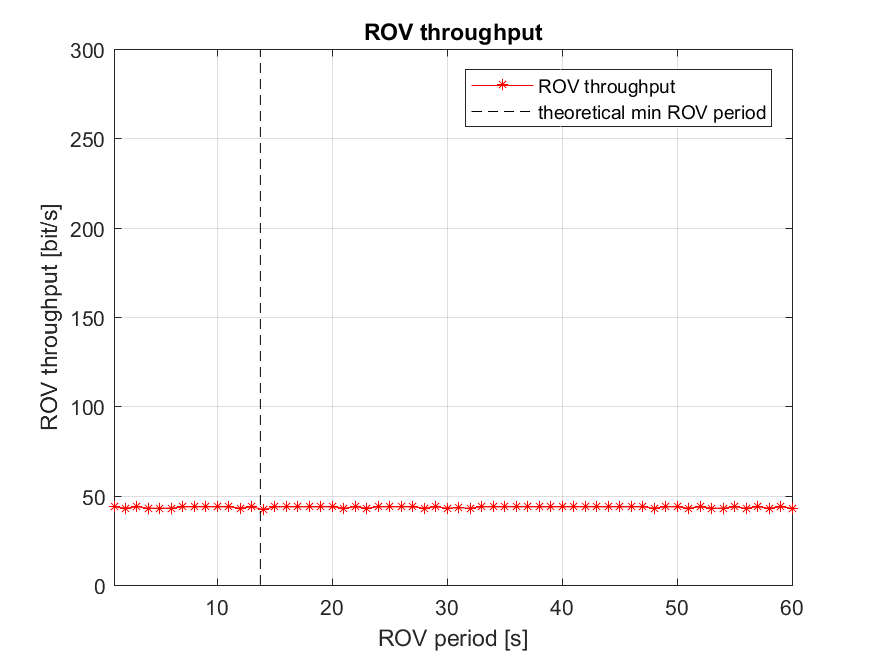 ROV throughput
300
250
200
150
100
50
0
ROV throughput [bit/s]
ROV throughput
theoretical min ROV period
10
20
30
40
50
60
ROV period [s]